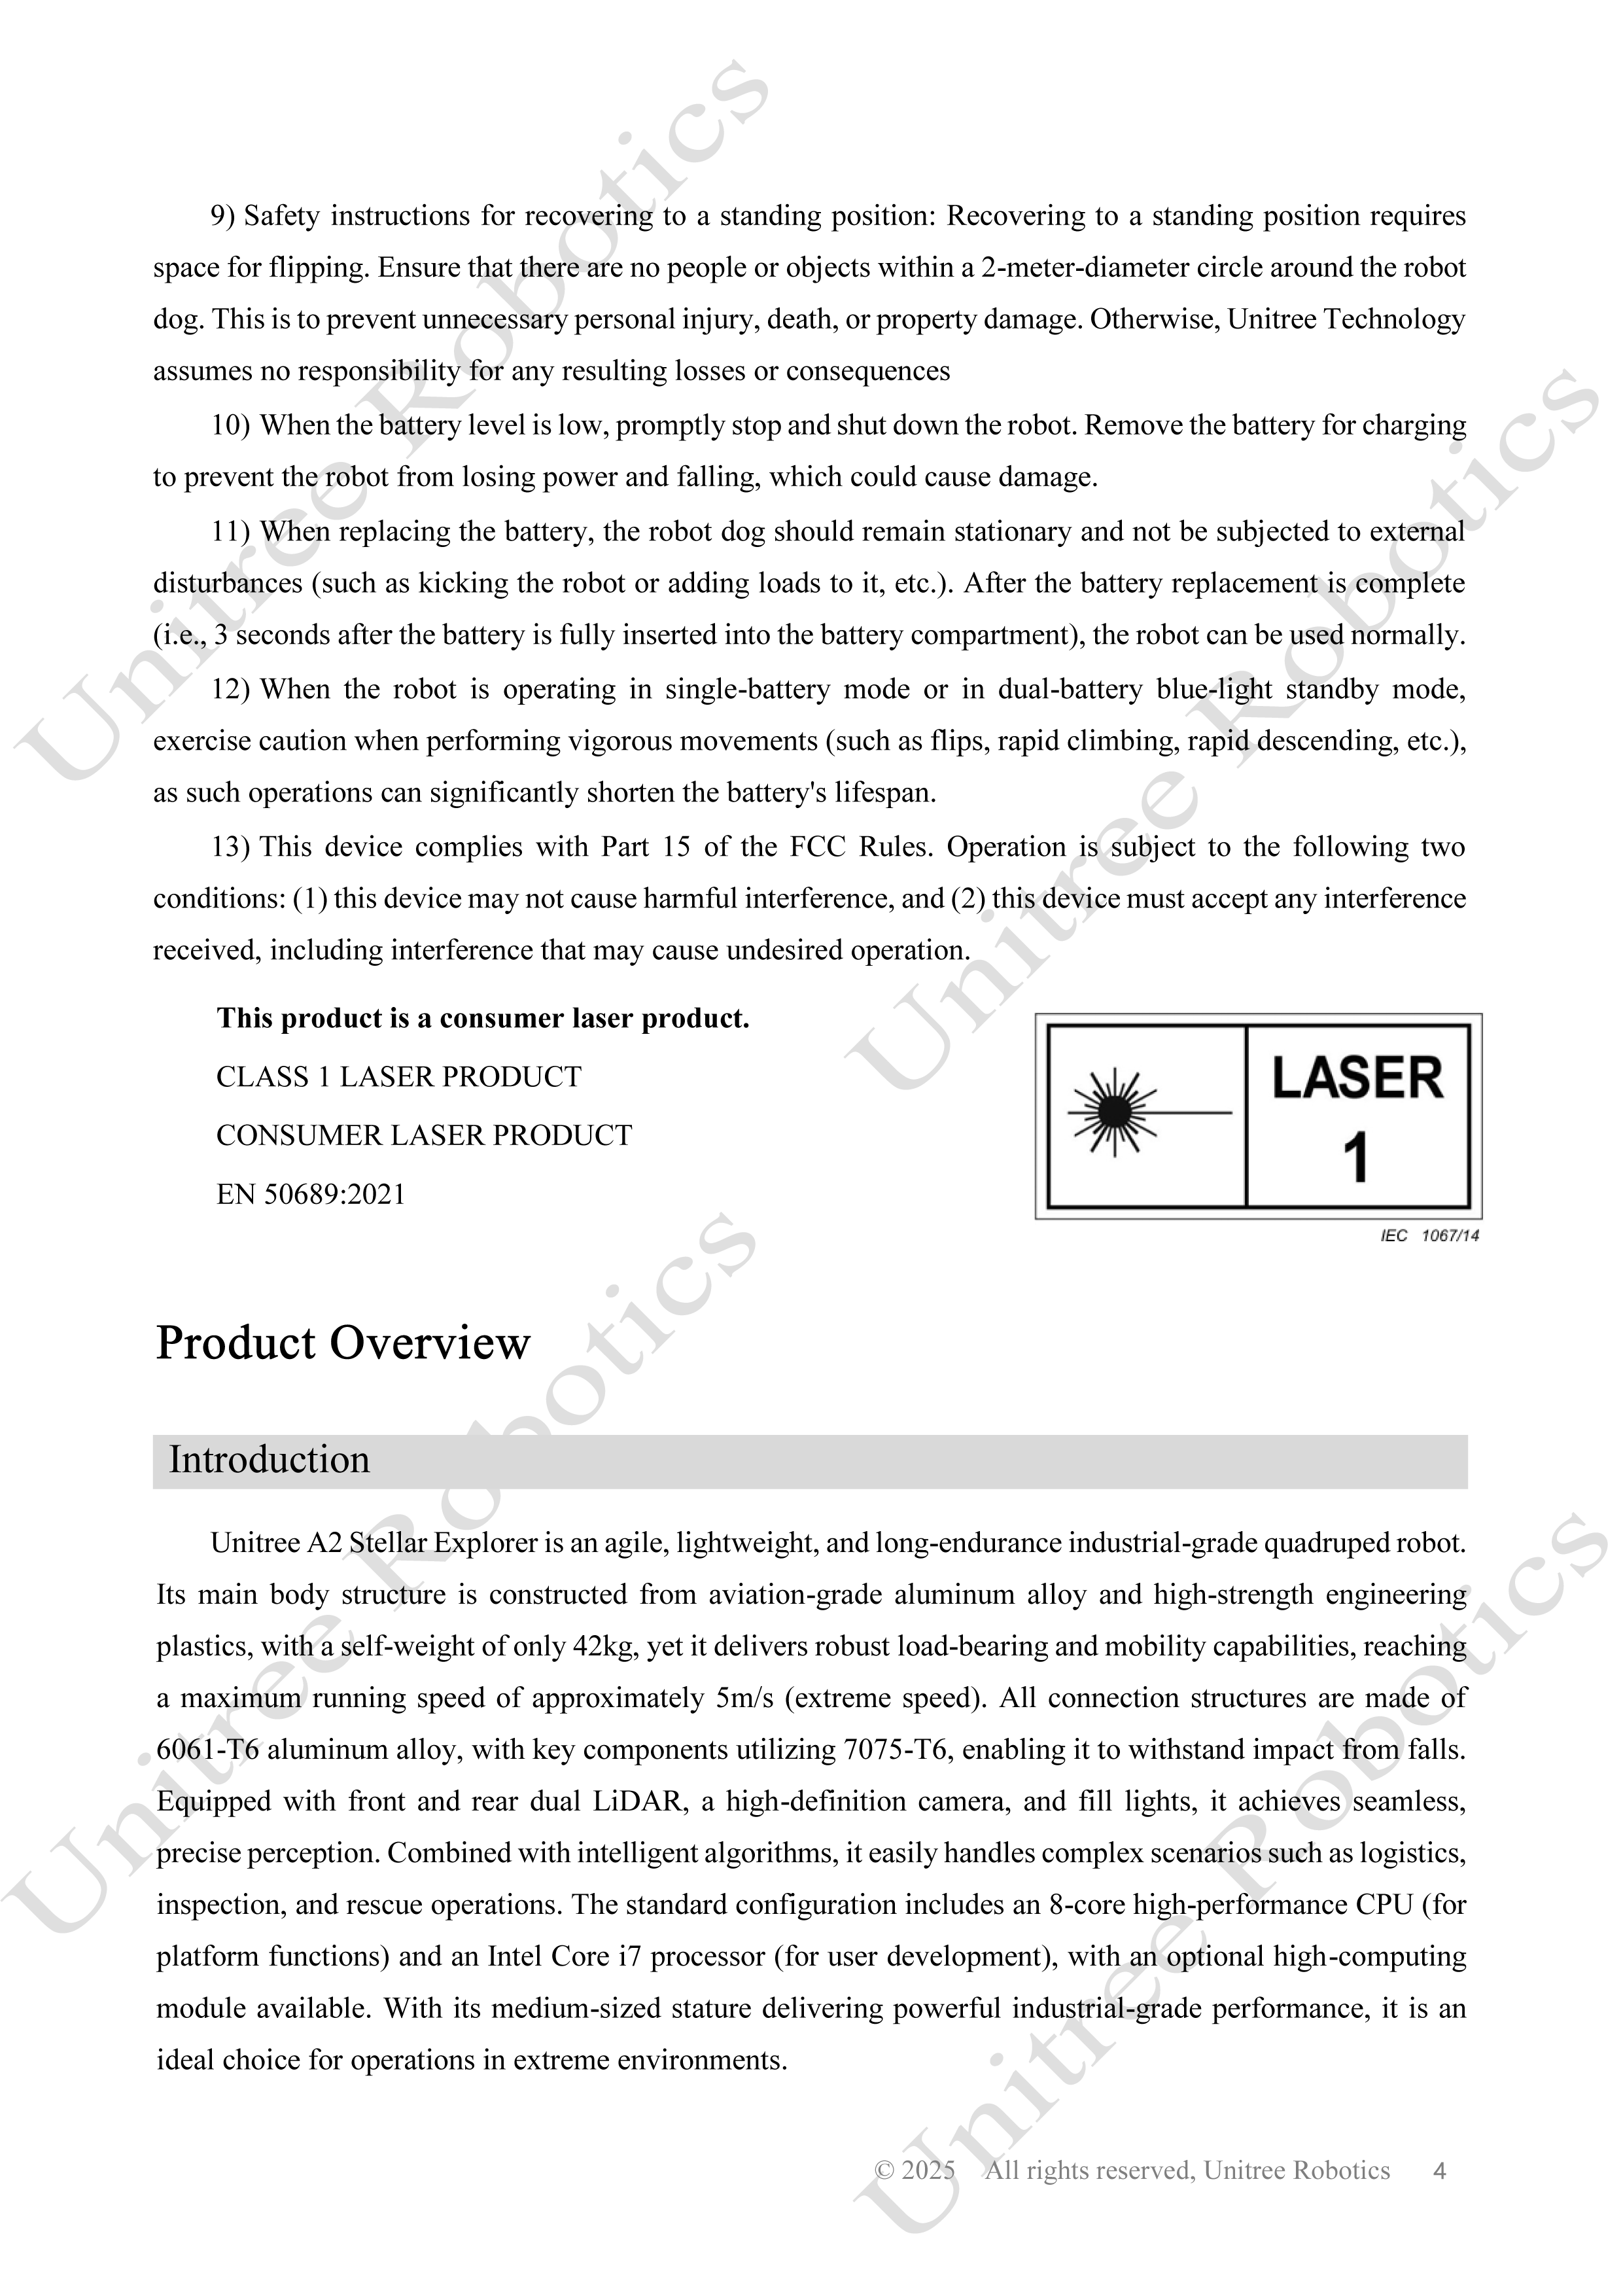 9) Safety instructions for recovering to a standing position: Recovering to a standing position requires
space for flipping. Ensure that there are no people or objects within a 2-meter-diameter circle around the robot
dog. This is to prevent unnecessary personal injury, death, or property damage. Otherwise, Unitree Technology
assumes no responsibility for any resulting losses or consequences
10) When the battery level is low, promptly stop and shut down the robot. Remove the battery for charging
to prevent the robot from losing power and falling, which could cause damage.
11) When replacing the battery, the robot dog should remain stationary and not be subjected to external
disturbances (such as kicking the robot or adding loads to it, etc.). After the battery replacement is complete
(i.e., 3 seconds after the battery is fully inserted into the battery compartment), the robot can be used normally.
12) When the robot is operating in single-battery mode or in dual-battery blue-light standby mode,
exercise caution when performing vigorous movements (such as flips, rapid climbing, rapid descending, etc.),
as such operations can significantly shorten the battery's lifespan.
13) This device complies with Part 15 of the FCC Rules. Operation is subject to the following two
conditions: (1) this device may not cause harmful interference, and (2) this device must accept any interference
received, including interference that may cause undesired operation.
This product is a consumer laser product.
CLASS 1 LASER PRODUCT
CONSUMER LASER PRODUCT
EN 50689:2021
LASER
1
IEC 1067/14
Product Overview
Introduction
Unitree A2 Stellar Explorer is an agile, lightweight, and long-endurance industrial-grade quadruped robot.
Its main body structure is constructed from aviation-grade aluminum alloy and high-strength engineering
plastics, with a self-weight of only 42kg, yet it delivers robust load-bearing and mobility capabilities, reaching
a maximum running speed of approximately 5m/s (extreme speed). All connection structures are made of
6061-T6 aluminum alloy, with key components utilizing 7075-T6, enabling it to withstand impact from falls.
Equipped with front and rear dual LiDAR, a high-definition camera, and fill lights, it achieves seamless,
precise perception. Combined with intelligent algorithms, it easily handles complex scenarios such as logistics,
inspection, and rescue operations. The standard configuration includes an 8-core high-performance CPU (for
platform functions) and an Intel Core i7 processor (for user development), with an optional high-computing
module available. With its medium-sized stature delivering powerful industrial-grade performance, it is an
ideal choice for operations in extreme environments.
© 2025 All rights reserved, Unitree Robotics 4
Unitree Robotics
Unitree Robotics
Unitree Robotics
Unitree Robotics